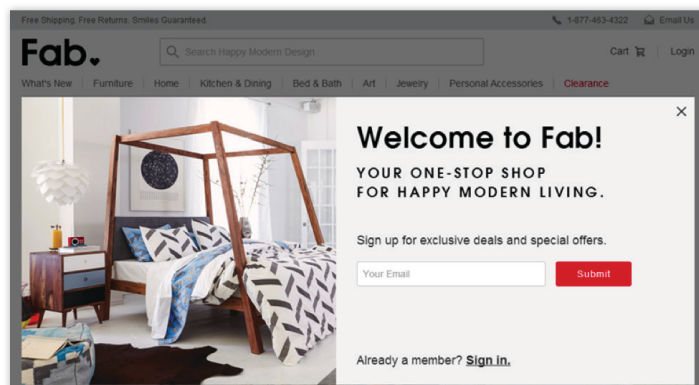 Free Shipping. Free Returns. Smiles Guaranteed.
1-877-463-4322 Email Us
Fab.
Search Happy Modern Design
Cart Login
What's New Furniture Home Kitchen & Dining Bed & Bath Art Jewelry Personal Accessories Clearance
Welcome to Fab!
YOUR ONE-STOP SHOP
FOR HAPPY MODERN LIVING.
Sign up for exclusive deals and special offers.
Your Email Submit
Already a member? Sign in.